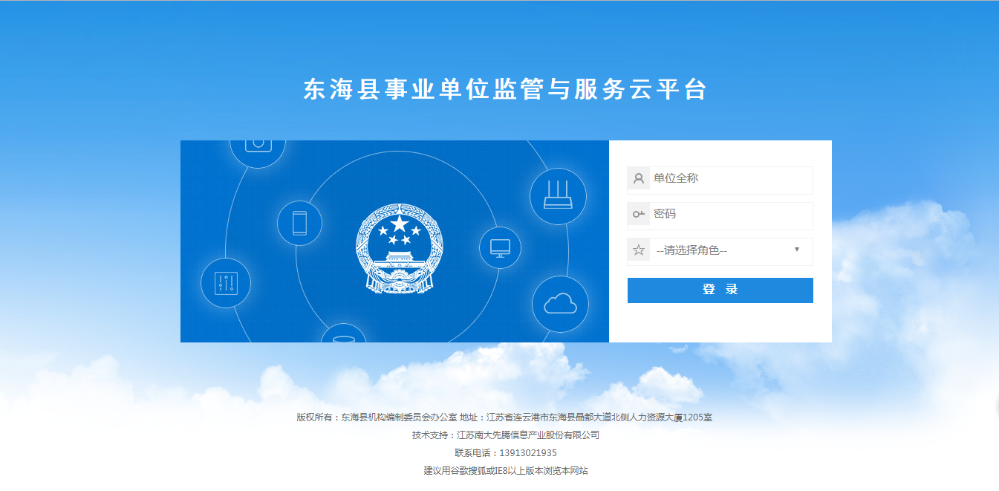 东海县事业单位监管与服务云平台
单位全称
密码
--请选择角色--
登 录
版权所有：东海县机构编制委员会办公室 地址：江苏省连云港市东海县晶都大道北侧人力资源大厦1205室
技术支持：江苏南大先腾信息产业股份有限公司
联系电话：13913021935
建议用谷歌搜狐或IE8以上版本浏览本网站